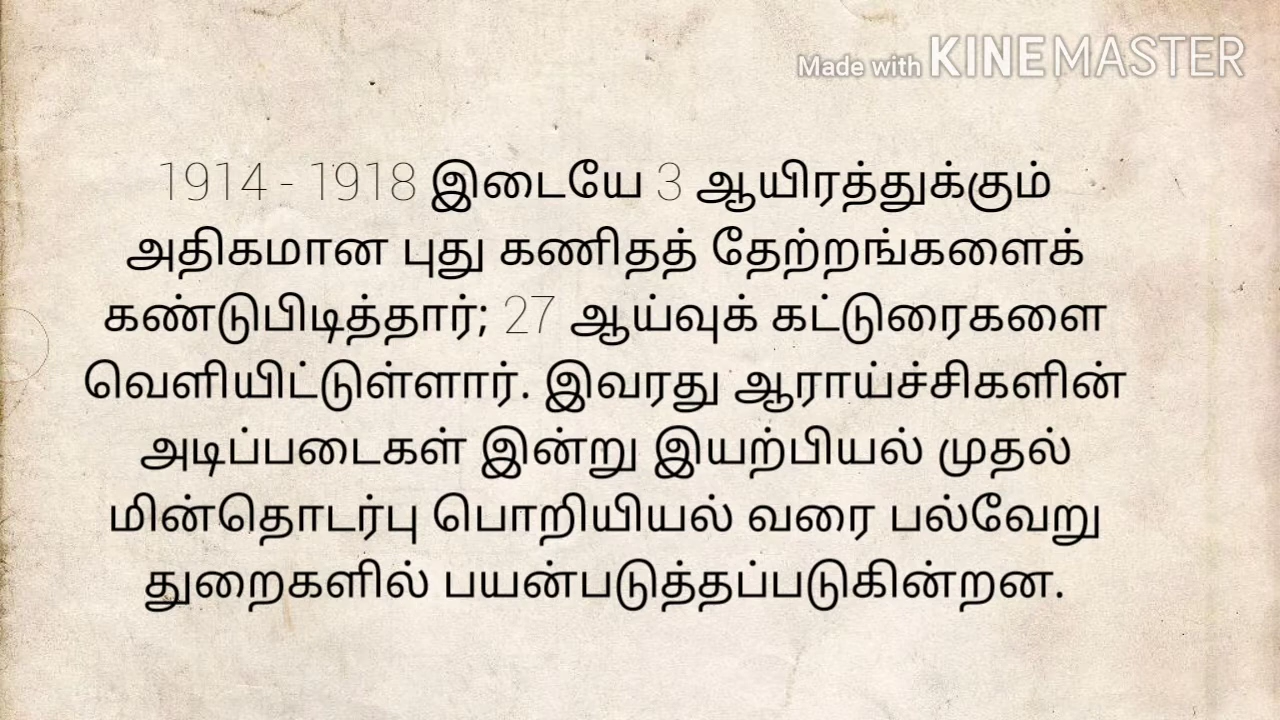 Made with KINEMASTER
1914 - 1918 இடையே 3 ஆயிரத்துக்கும்
அதிகமான புது கணிதத் தேற்றங்களைக்
கண்டுபிடித்தார்; 27 ஆய்வுக் கட்டுரைகளை
வெளியிட்டுள்ளார். இவரது ஆராய்ச்சிகளின்
அடிப்படைகள் இன்று இயற்பியல் முதல்
மின்தொடர்பு பொறியியல் வரை பல்வேறு
துறைகளில் பயன்படுத்தப்படுகின்றன.